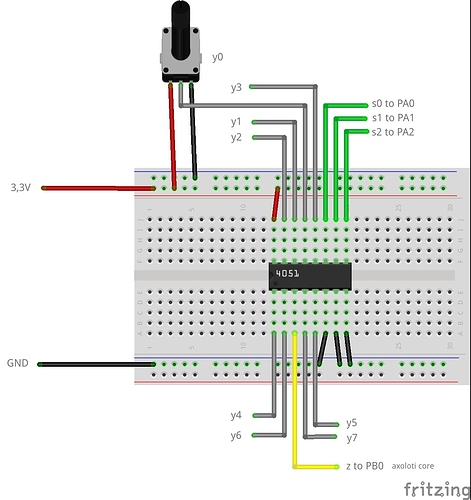 y0
y3
s0 to PA0
s1 to PA1
y1
s2 to PA2
y2
3,3V
4051
GND
y4
y5
y6
y7
z to PB0 axoloti core
fritzing